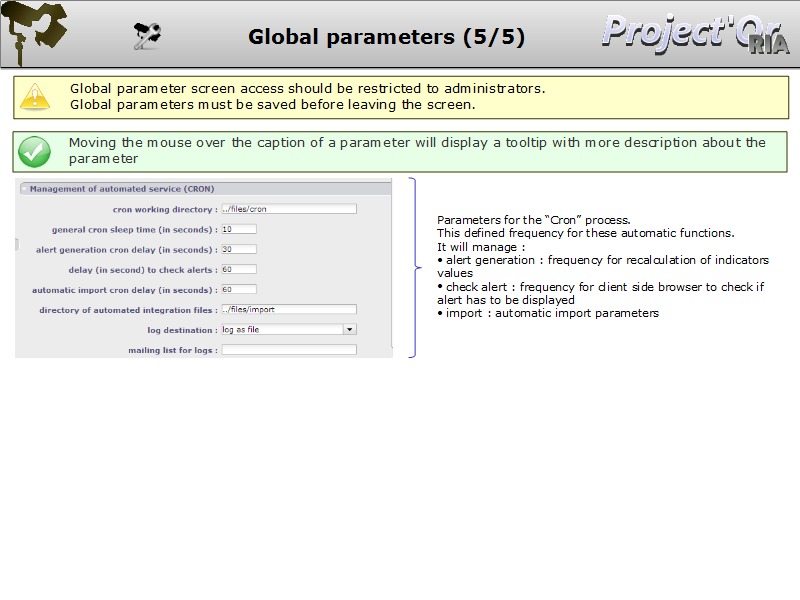 Global parameters (5/5)
Project'Or
RIA
Global parameter screen access should be restricted to administrators.
Global parameters must be saved before leaving the screen.
Moving the mouse over the caption of a parameter will display a tooltip with more description about the
parameter
Management of automated service (CRON)
cron working directory : ../files/cron
general cron sleep time (in seconds) : 10
alert generation cron delay (in seconds) : 30
delay (in second) to check alerts : 60
automatic import cron delay (in seconds) : 60
directory of automated integration files : ../files/import
log destination : log as file
mailing list for logs :
Parameters for the “Cron” process.
This defined frequency for these automatic functions.
It will manage :
• alert generation : frequency for recalculation of indicators
values
• check alert : frequency for client side browser to check if
alert has to be displayed
• import : automatic import parameters